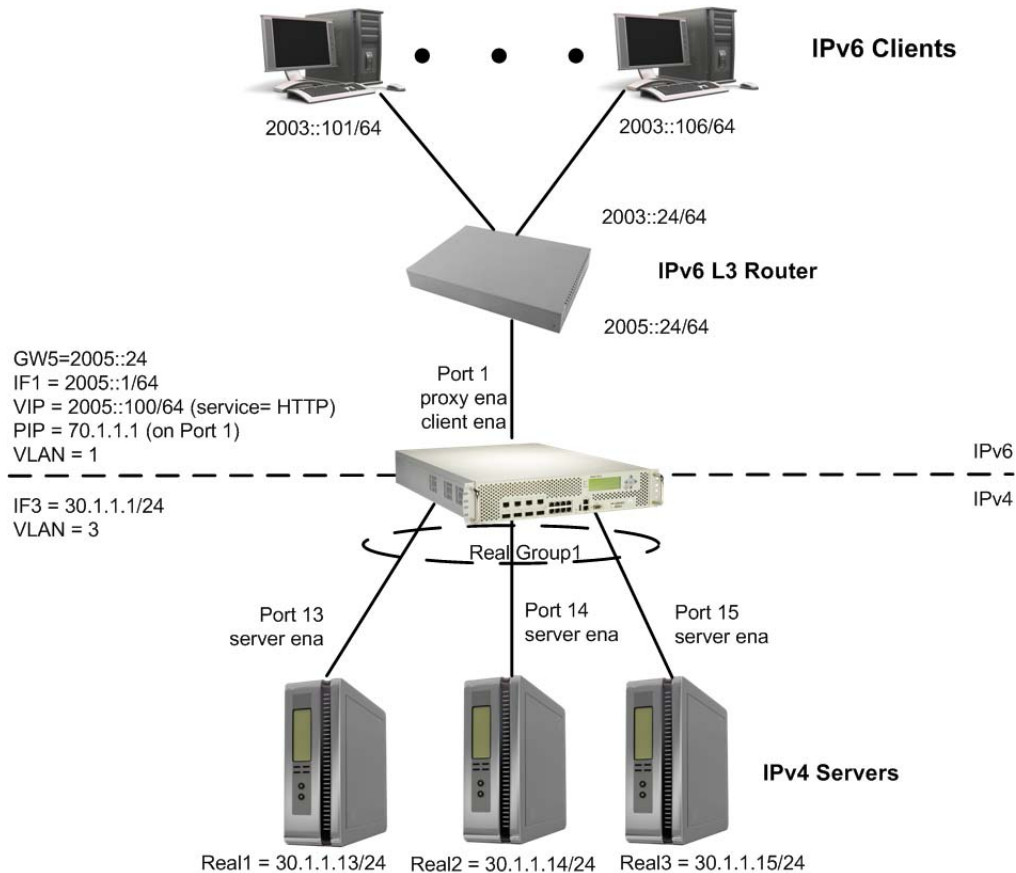 IPv6 Clients
2003::101/64
2003::106/64
2003::24/64
IPv6 L3 Router
2005::24/64
GW5=2005::24
IF1 = 2005::1/64
VIP = 2005::100/64 (service= HTTP)
PIP = 70.1.1.1 (on Port 1)
VLAN = 1
Port 1
proxy ena
client ena
IPv6
IPv4
IF3 = 30.1.1.1/24
VLAN = 3
Real Group1
Port 13
server ena
Port 14
server ena
Port 15
server ena
IPv4 Servers
Real1 = 30.1.1.13/24
Real2 = 30.1.1.14/24
Real3 = 30.1.1.15/24